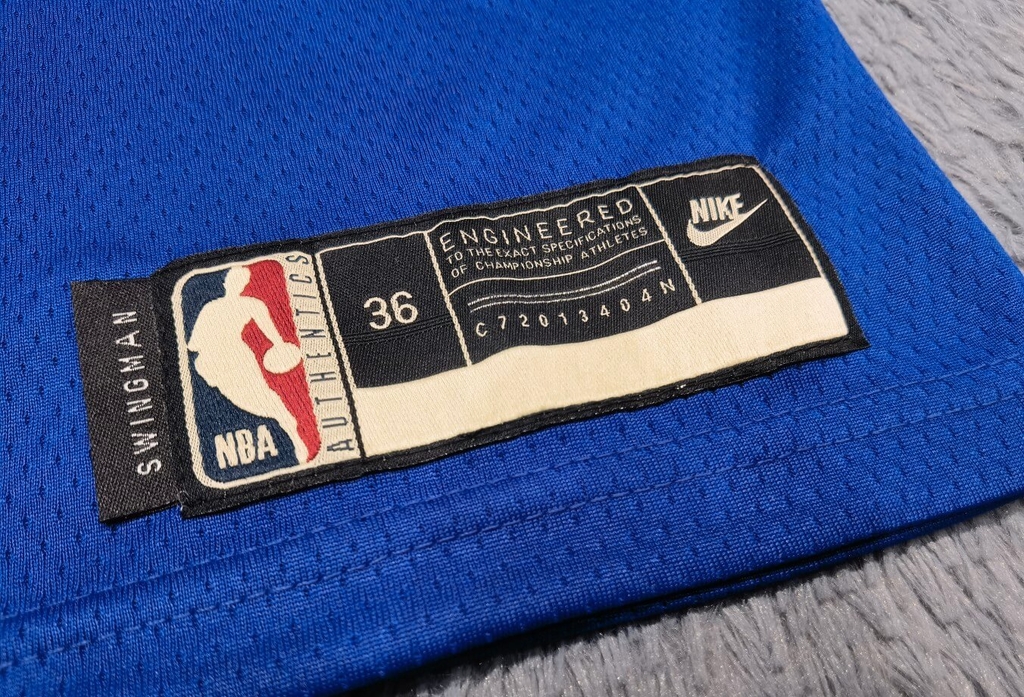 SWINGMAN
NBA
AUTHENTICS
36
ENGINEERED
TO THE EXACT SPECIFICATIONS
OF CHAMPIONSHIP ATHLETES
C72013404N
NIKE